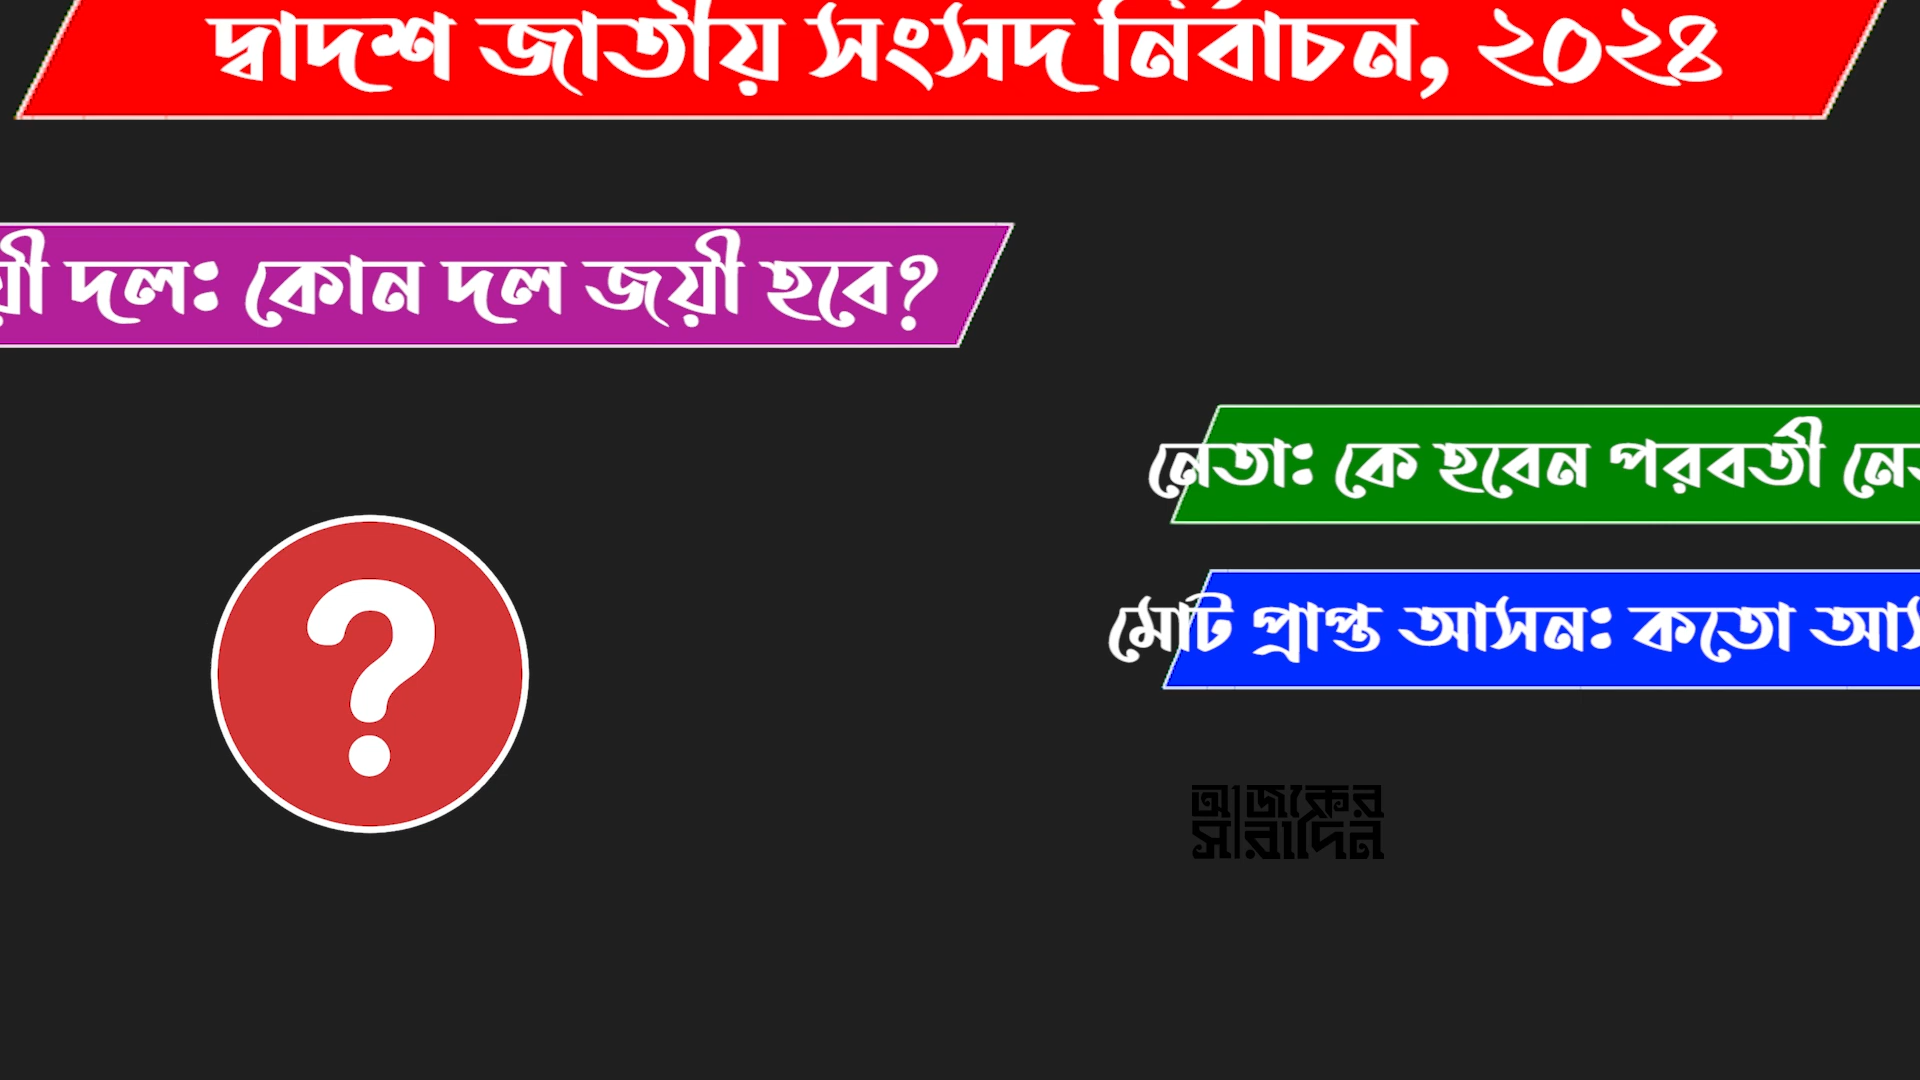 দ্বাদশ জাতীয় সংসদ নির্বাচন, ২০২৪
দল: কোন দল জয়ী হবে?
নেতা: কে হবেন পরবর্তী
মোট প্রাপ্ত আসন: কতো
?
আজকের
সারাদিন